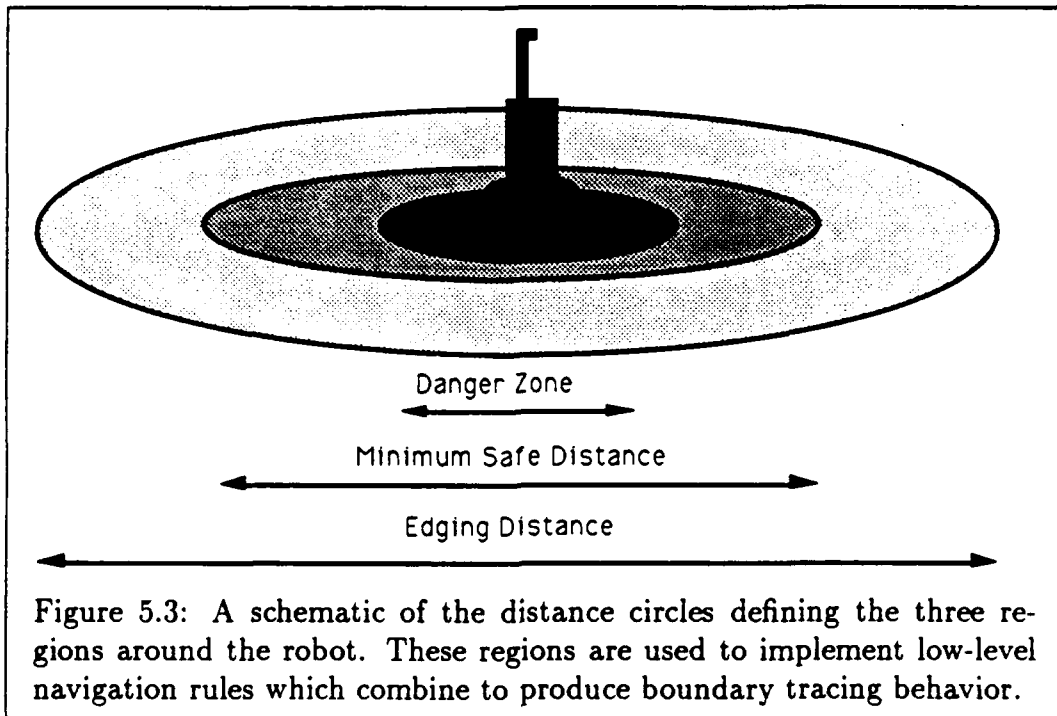 Danger Zone
Minimum Safe Distance
Edging Distance
Figure 5.3: A schematic of the distance circles defining the three re-
gions around the robot. These regions are used to implement low-level
navigation rules which combine to produce boundary tracing behavior.